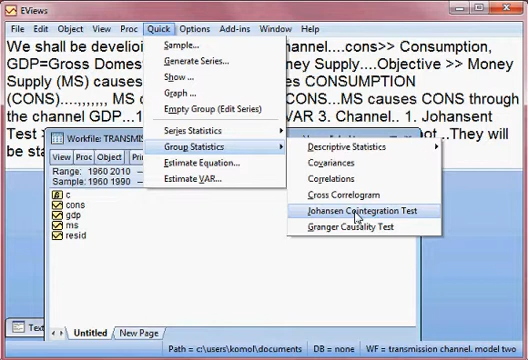 EViews
File Edit Object View Proc Quick Options Add-ins Window Help
We shall be develoi hannel....cons>> Consumption,
GDP=Gross Domes ney Supply....Objective >> Money
Supply (MS) causes CONSUMPTION
(CONS)....,,,,,,, MS c ...MS causes CONS through
the channel GDP...1 VAR 3. Channel.. 1. Johansent
Test > not ..They will
be sta
Sample...
Generate Series...
Show ...
Graph ...
Empty Group (Edit Series)
Series Statistics
Group Statistics
Estimate Equation...
Estimate VAR...
Descriptive Statistics
Covariances
Correlations
Cross Correlogram
Johansen Cointegration Test
Granger Causality Test
Workfile: TRANSMIS
View Proc Object Print
Range: 1960 2010
Sample: 1960 1990
c
cons
gdp
ms
resid
Untitled New Page
Text
Path = c:\users\komol\documents DB = none WF = transmission channel. model two